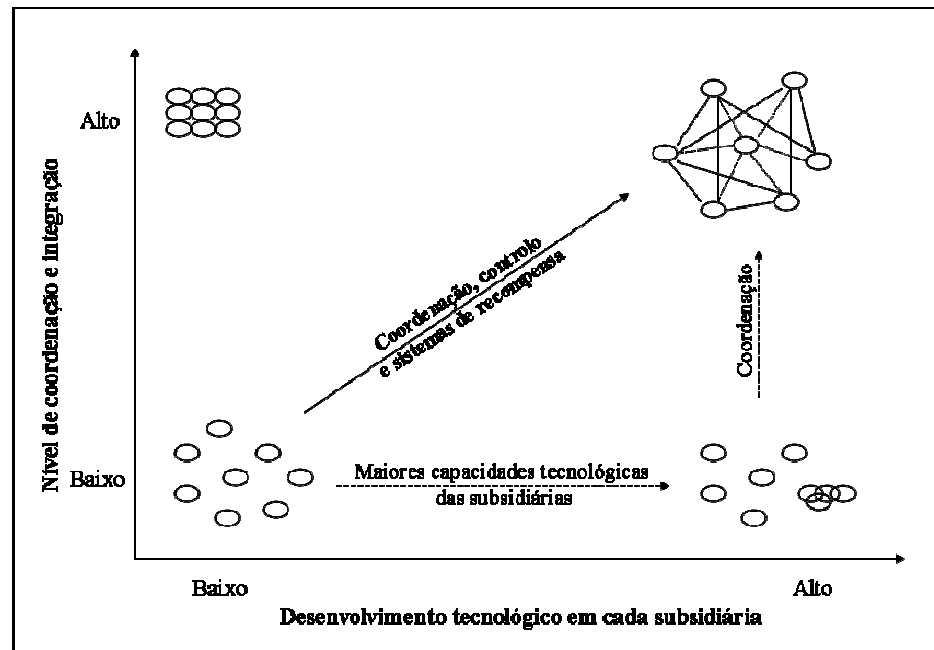 Alto
Nível de coordenação e integração
Coordenação, controlo
e sistemas de recompensa
Coordenação
Baixo
Maiores capacidades tecnológicas
das subsidiárias
Baixo
Alto
Desenvolvimento tecnológico em cada subsidiária